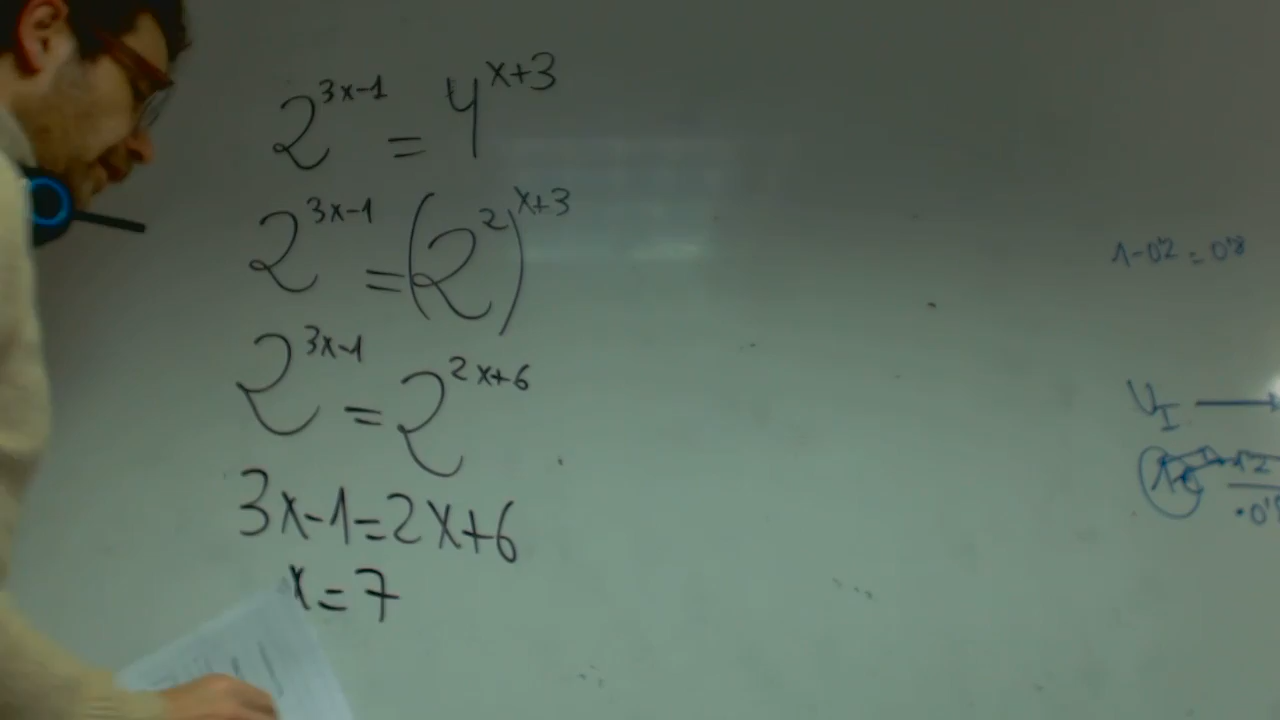 2^{3x-1} = 4^{x+3}
2^{3x-1} = (2^2)^{x+3}
2^{3x-1} = 2^{2x+6}
3x-1=2x+6
x=7
1-0'2 = 0'8
U_I →